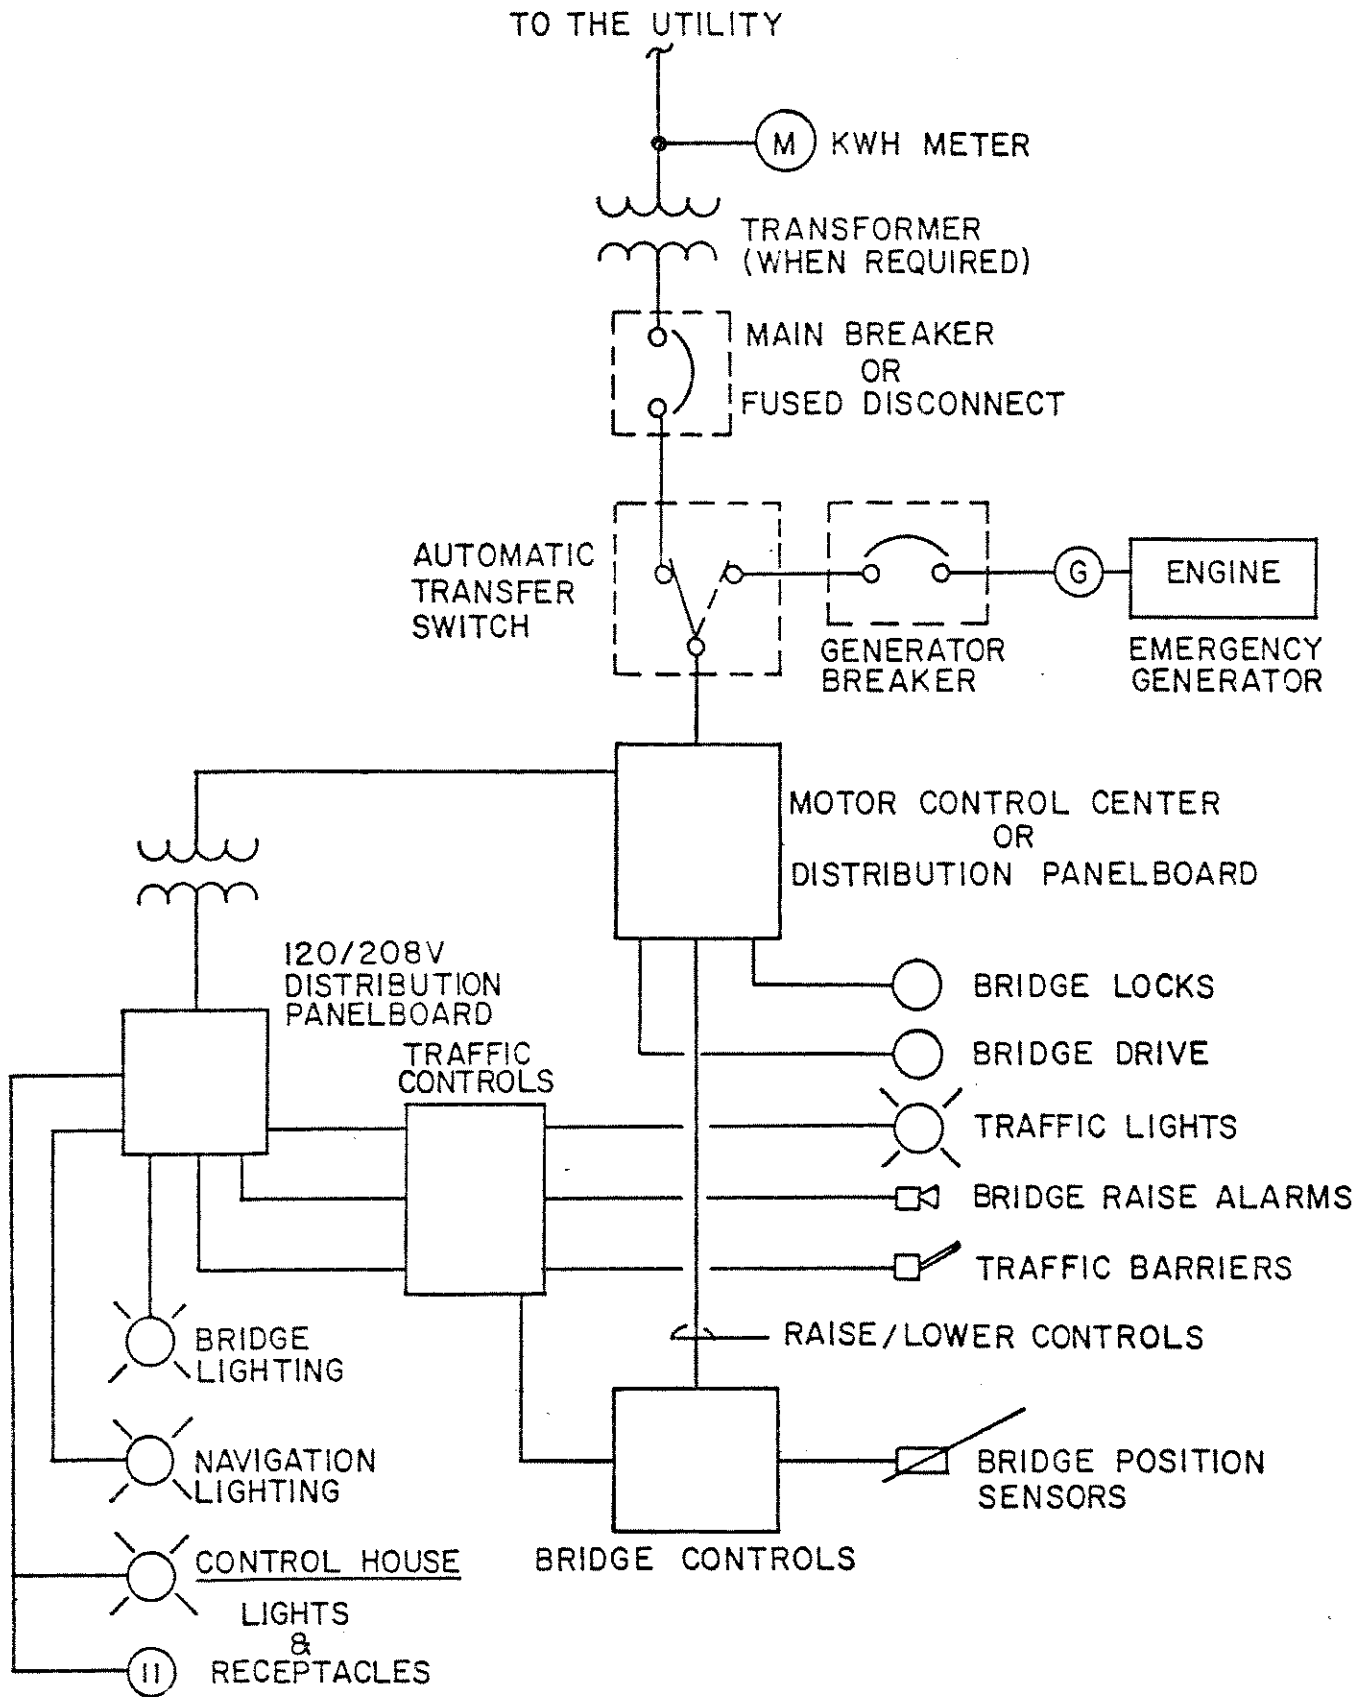 TO THE UTILITY
M
KWH METER
TRANSFORMER
(WHEN REQUIRED)
MAIN BREAKER
OR
FUSED DISCONNECT
AUTOMATIC
TRANSFER
SWITCH
G
ENGINE
GENERATOR
BREAKER
EMERGENCY
GENERATOR
MOTOR CONTROL CENTER
OR
DISTRIBUTION PANELBOARD
120/208V
DISTRIBUTION
PANELBOARD
BRIDGE LOCKS
TRAFFIC
CONTROLS
BRIDGE DRIVE
TRAFFIC LIGHTS
BRIDGE RAISE ALARMS
TRAFFIC BARRIERS
RAISE/LOWER CONTROLS
BRIDGE
LIGHTING
NAVIGATION
LIGHTING
BRIDGE POSITION
SENSORS
BRIDGE CONTROLS
CONTROL HOUSE
LIGHTS
&
RECEPTACLES